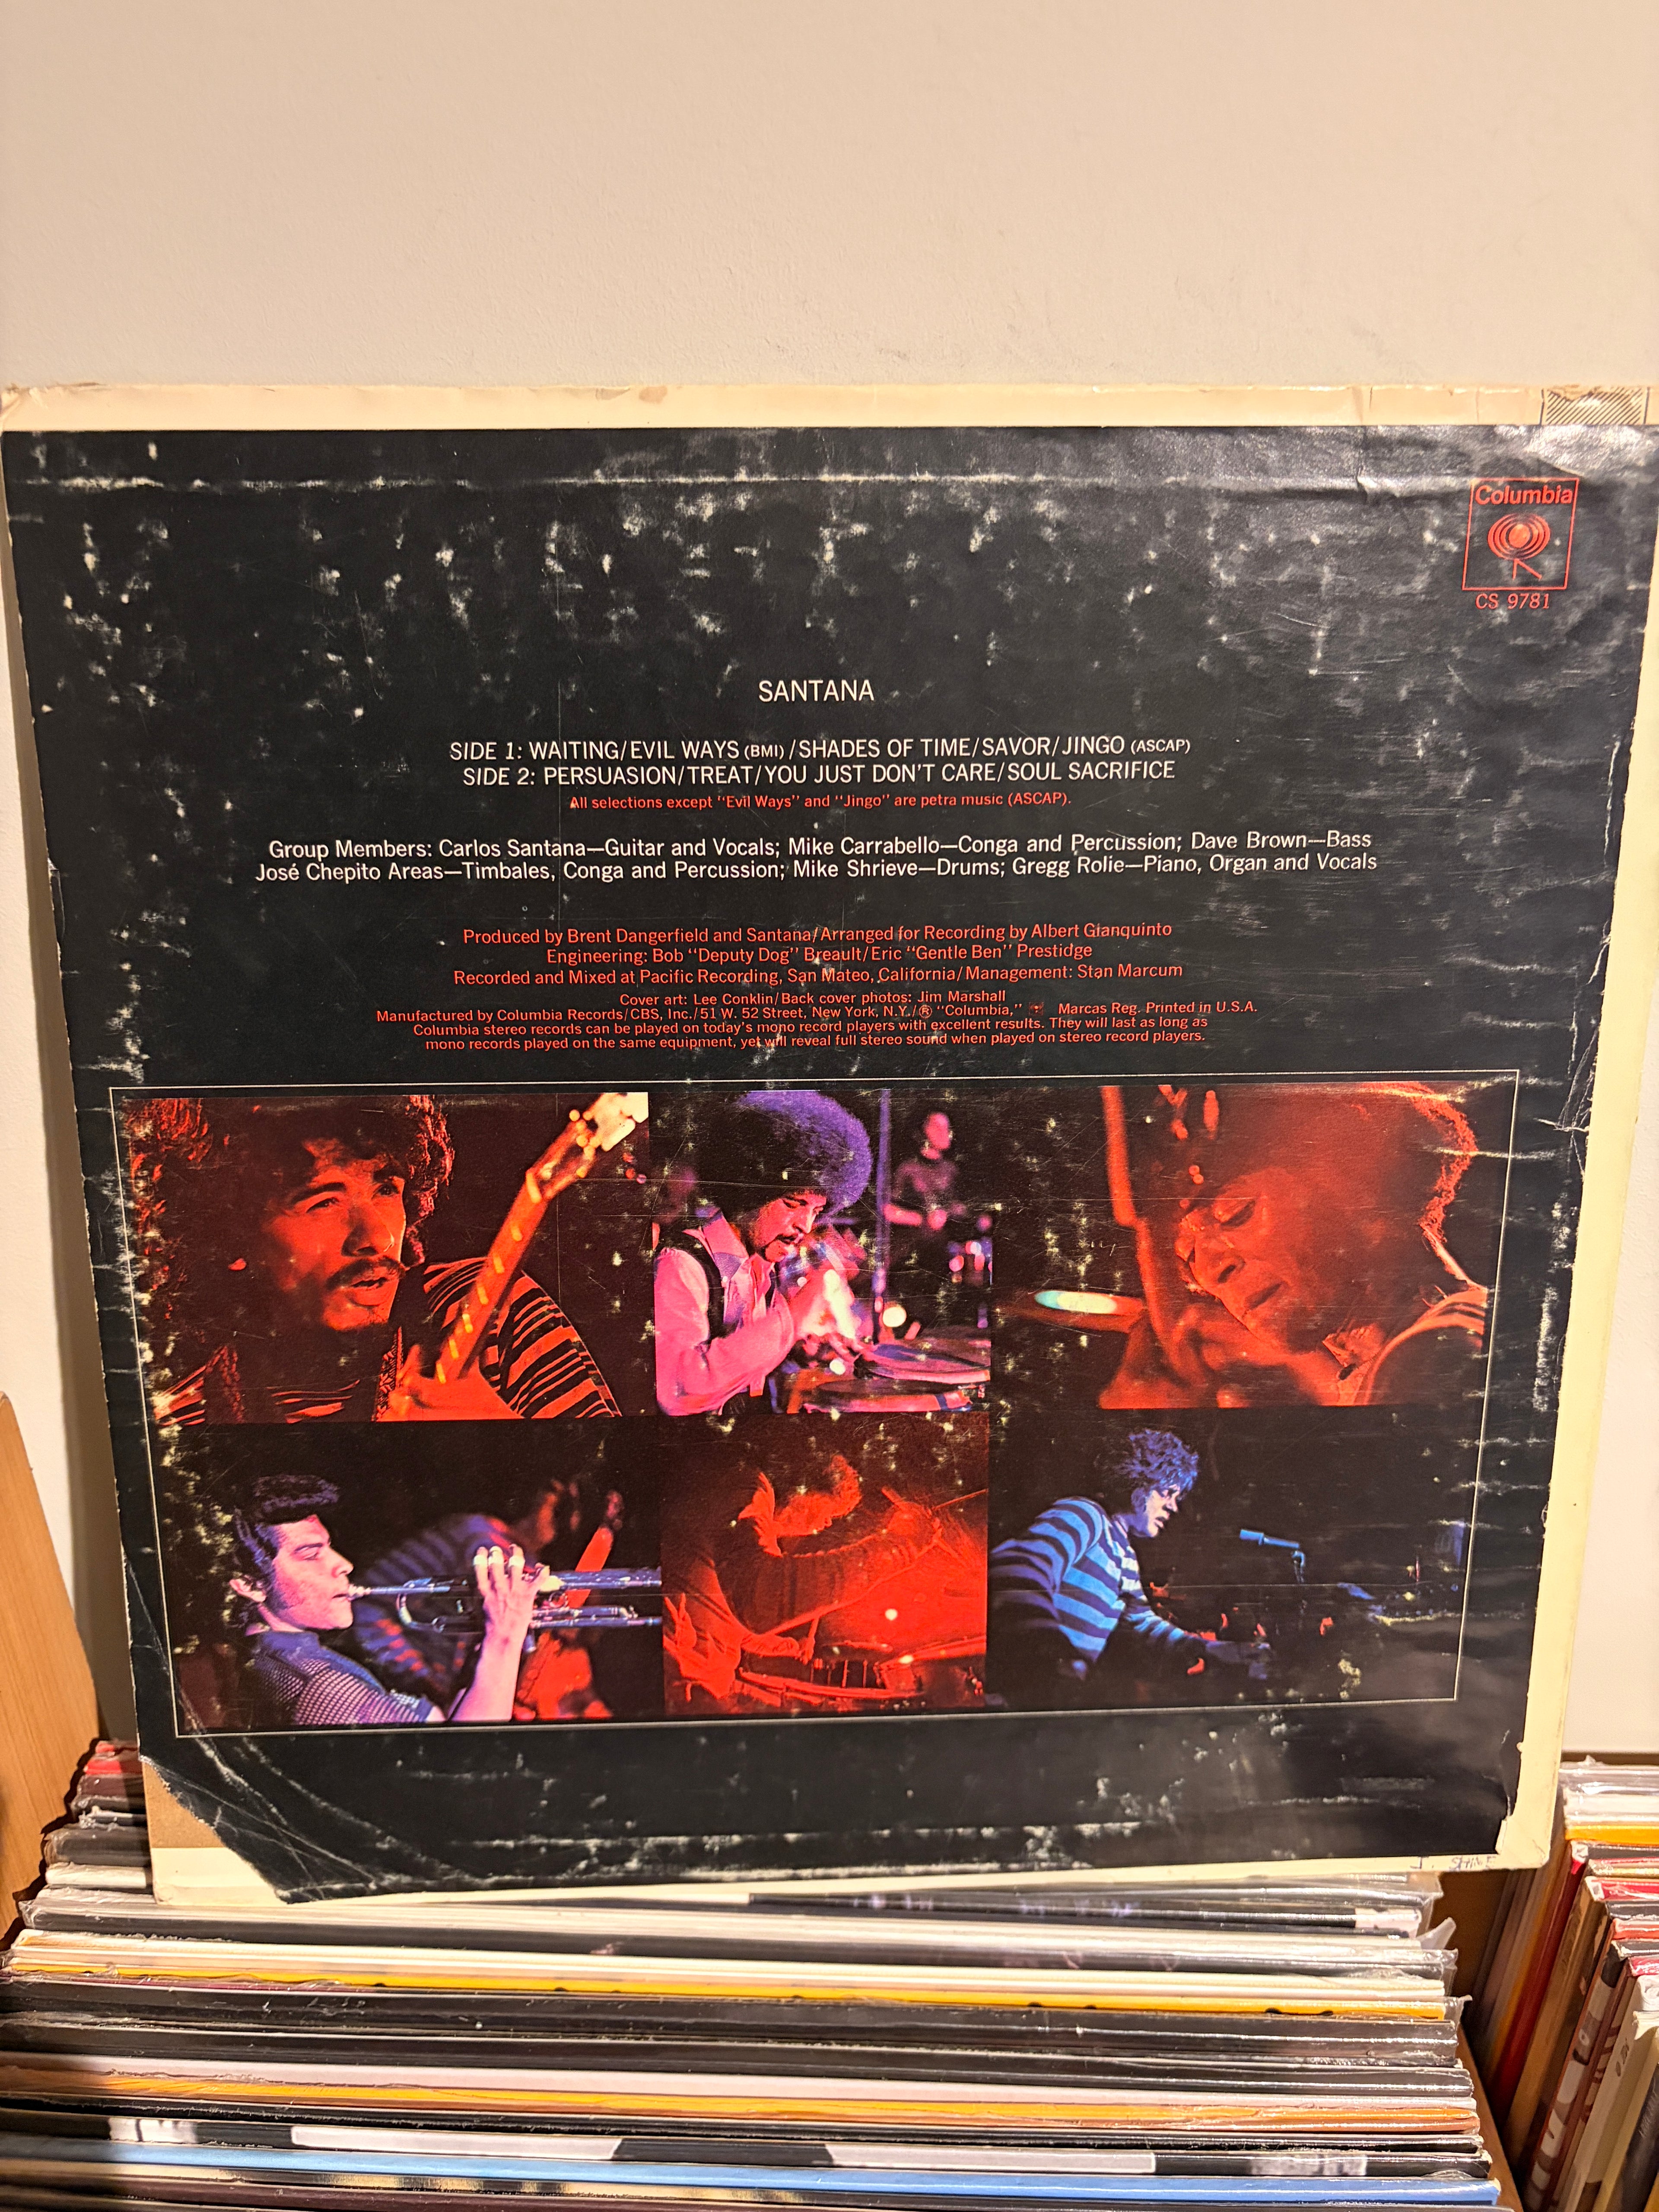 Columbia
CS 9781
SANTANA
SIDE 1: WAITING/EVIL WAYS (BMI) /SHADES OF TIME/SAVOR/JINGO (ASCAP)
SIDE 2: PERSUASION/TREAT/YOU JUST DON'T CARE/SOUL SACRIFICE
All selections except "Evil Ways" and "Jingo" are petra music (ASCAP).
Group Members: Carlos Santana—Guitar and Vocals; Mike Carrabello—Conga and Percussion; Dave Brown—Bass
José Chepito Areas—Timbales, Conga and Percussion; Mike Shrieve—Drums; Gregg Rolie—Piano, Organ and Vocals
Produced by Brent Dangerfield and Santana/Arranged for Recording by Albert Gianquinto
Engineering: Bob "Deputy Dog" Breault/Eric "Gentle Ben" Prestidge
Recorded and Mixed at Pacific Recording, San Mateo, California/Management: Stan Marcum
Cover art: Lee Conklin/Back cover photos: Jim Marshall
Manufactured by Columbia Records/CBS, Inc./51 W. 52 Street, New York, N.Y./® "Columbia," Marcas Reg. Printed in U.S.A.
Columbia stereo records can be played on today's mono record players with excellent results. They will last as long as
mono records played on the same equipment, yet will reveal full stereo sound when played on stereo record players.